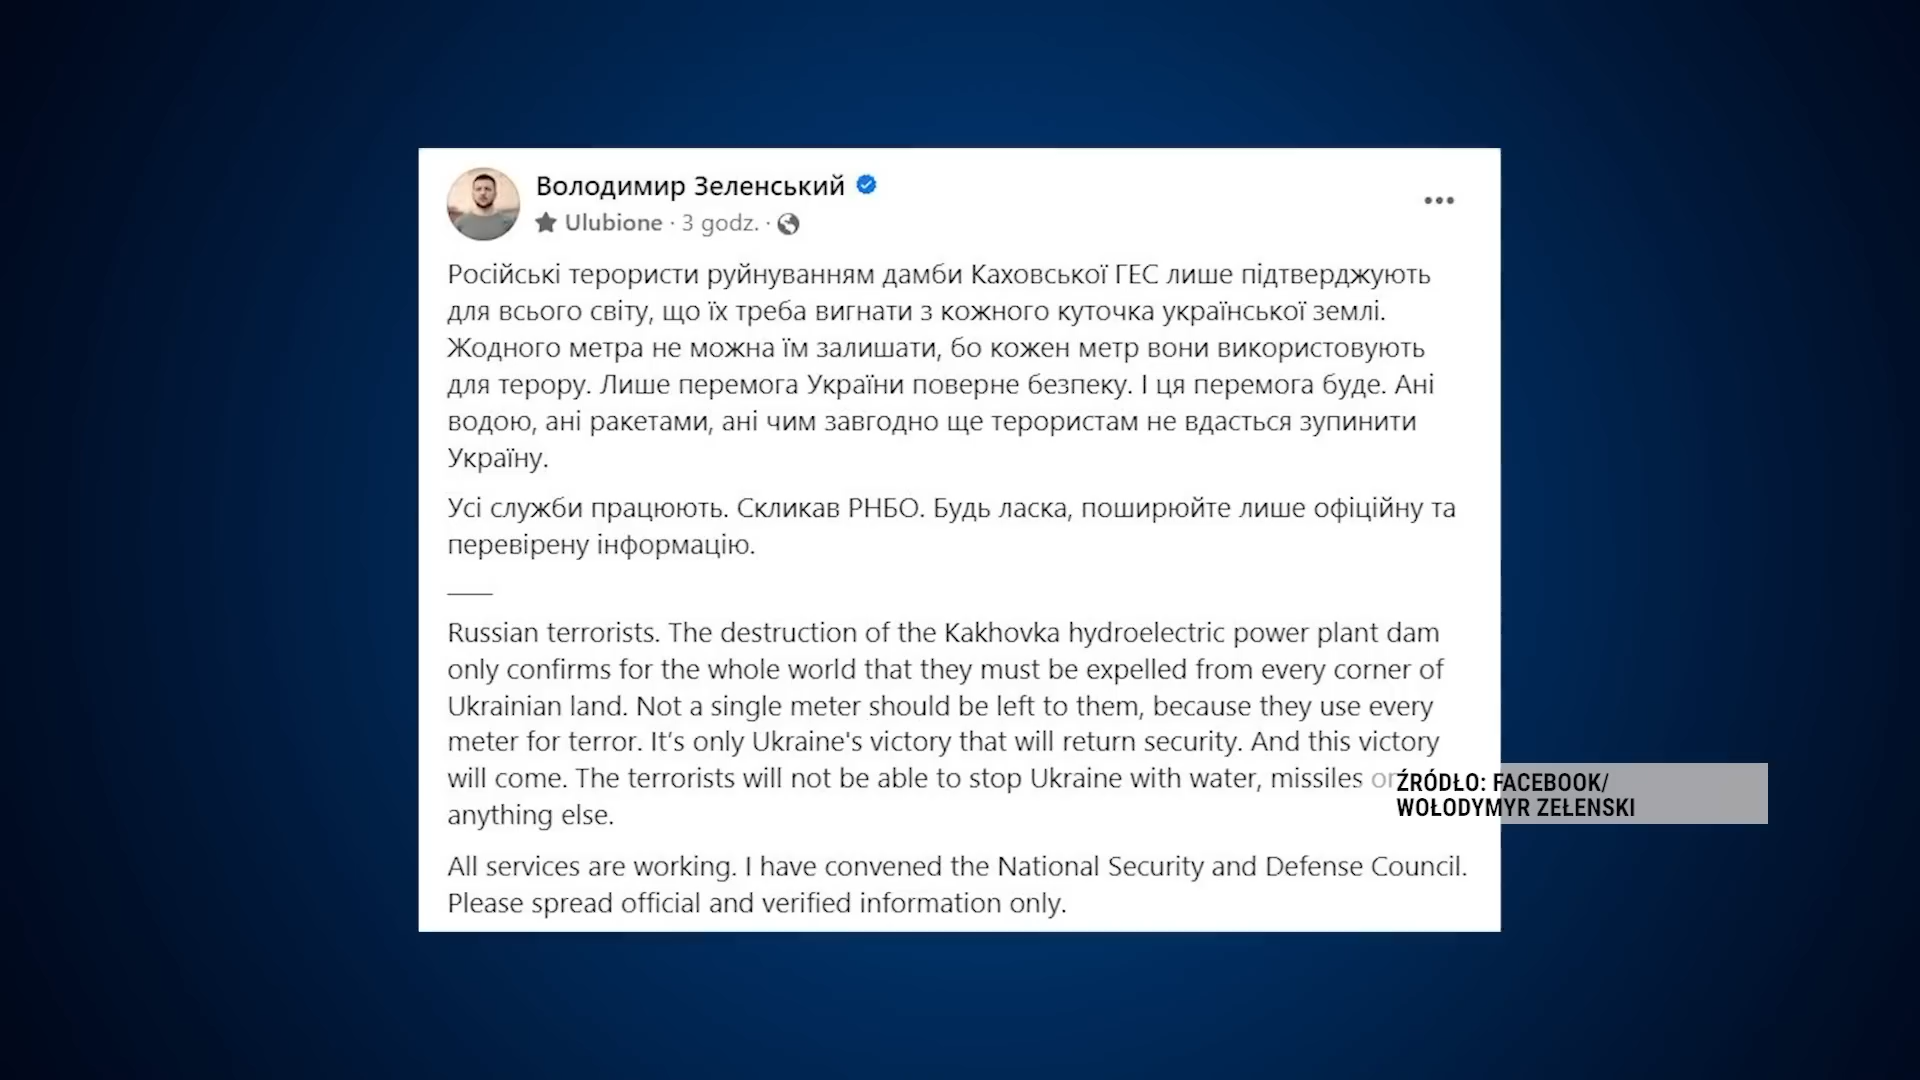 Володимир Зеленський
Ulubione · 3 godz. ·
Російські терористи руйнуванням дамби Каховської ГЕС лише підтверджують
для всього світу, що їх треба вигнати з кожного куточка української землі.
Жодного метра не можна їм залишати, бо кожен метр вони використовують
для терору. Лише перемога України поверне безпеку. І ця перемога буде. Ані
водою, ані ракетами, ані чим завгодно ще терористам не вдасться зупинити
Україну.
Усі служби працюють. Скликав РНБО. Будь ласка, поширюйте лише офіційну та
перевірену інформацію.
___
Russian terrorists. The destruction of the Kakhovka hydroelectric power plant dam
only confirms for the whole world that they must be expelled from every corner of
Ukrainian land. Not a single meter should be left to them, because they use every
meter for terror. It’s only Ukraine's victory that will return security. And this victory
will come. The terrorists will not be able to stop Ukraine with water, missiles or
anything else.
All services are working. I have convened the National Security and Defense Council.
Please spread official and verified information only.
ŹRÓDŁO: FACEBOOK/
WOŁODYMYR ZEŁENSKI